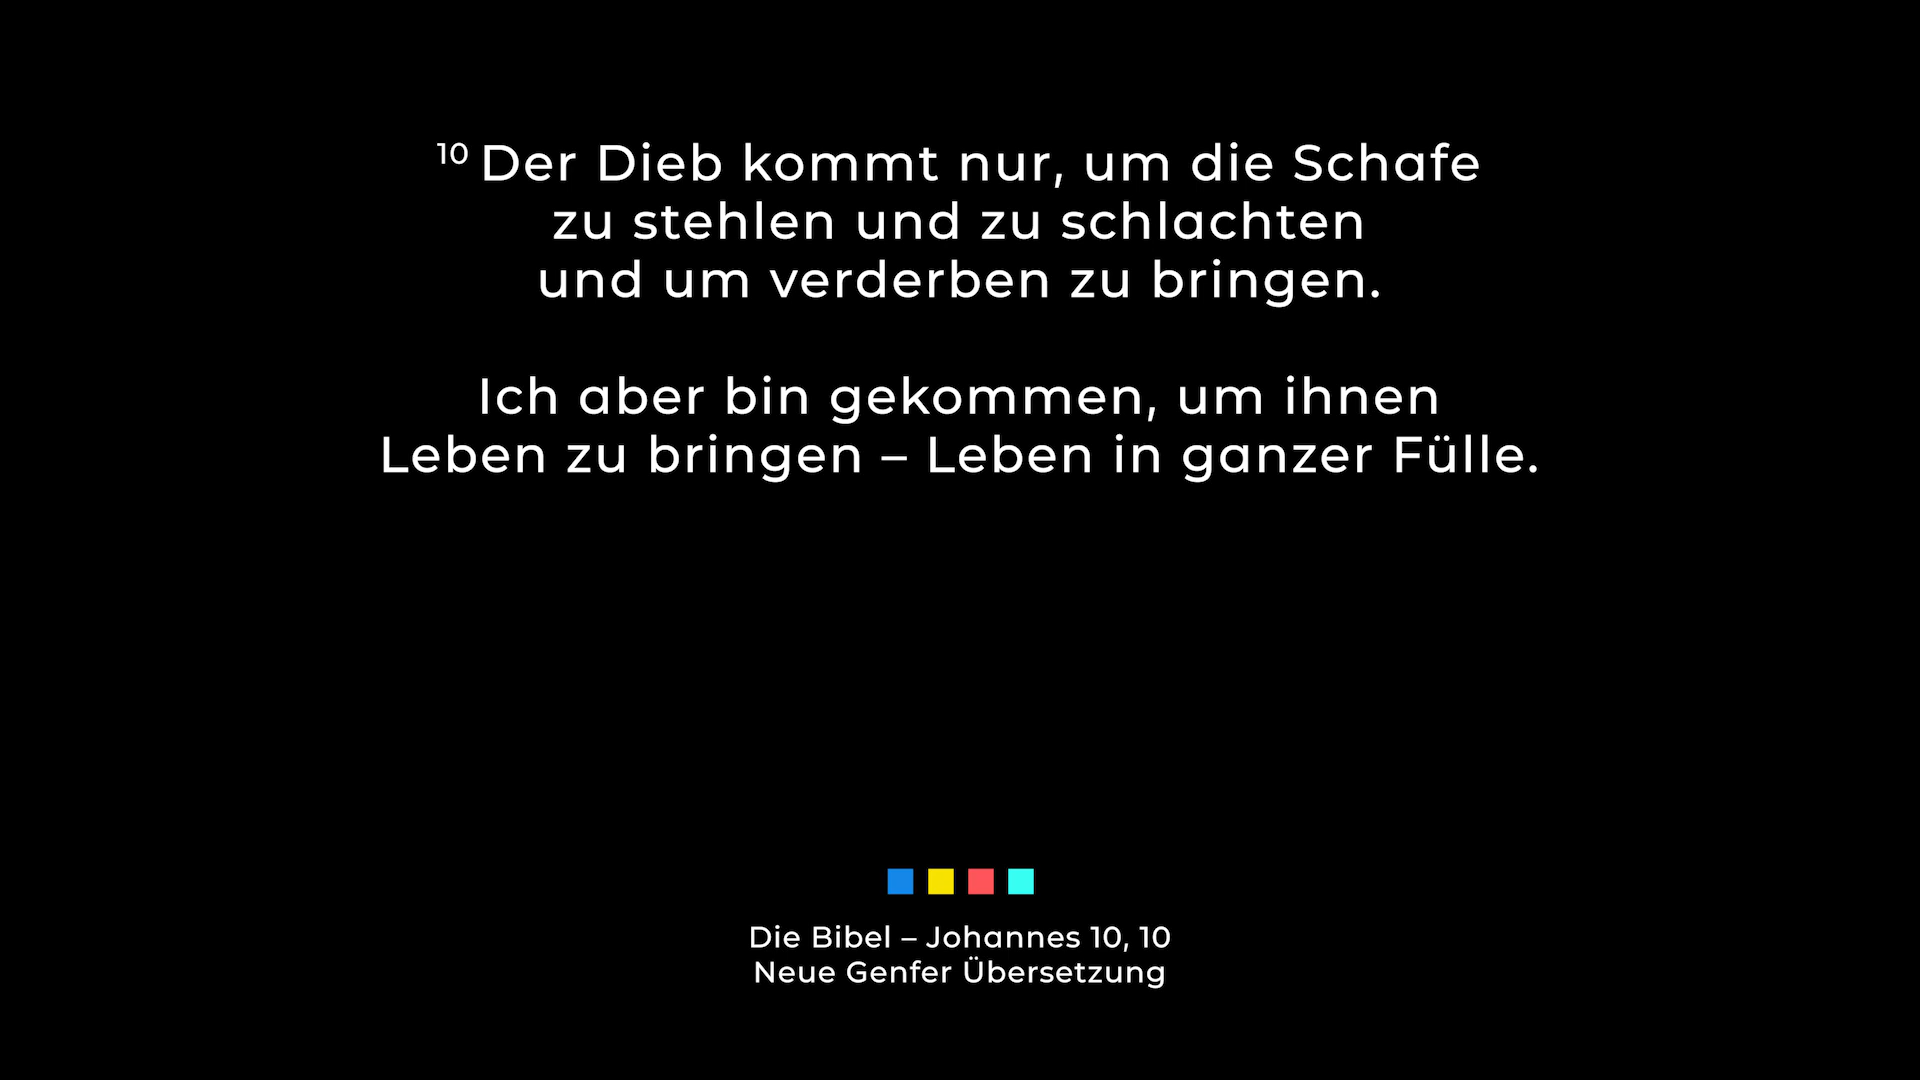 10 Der Dieb kommt nur, um die Schafe
zu stehlen und zu schlachten
und um verderben zu bringen.
Ich aber bin gekommen, um ihnen
Leben zu bringen – Leben in ganzer Fülle.
Die Bibel – Johannes 10, 10
Neue Genfer Übersetzung